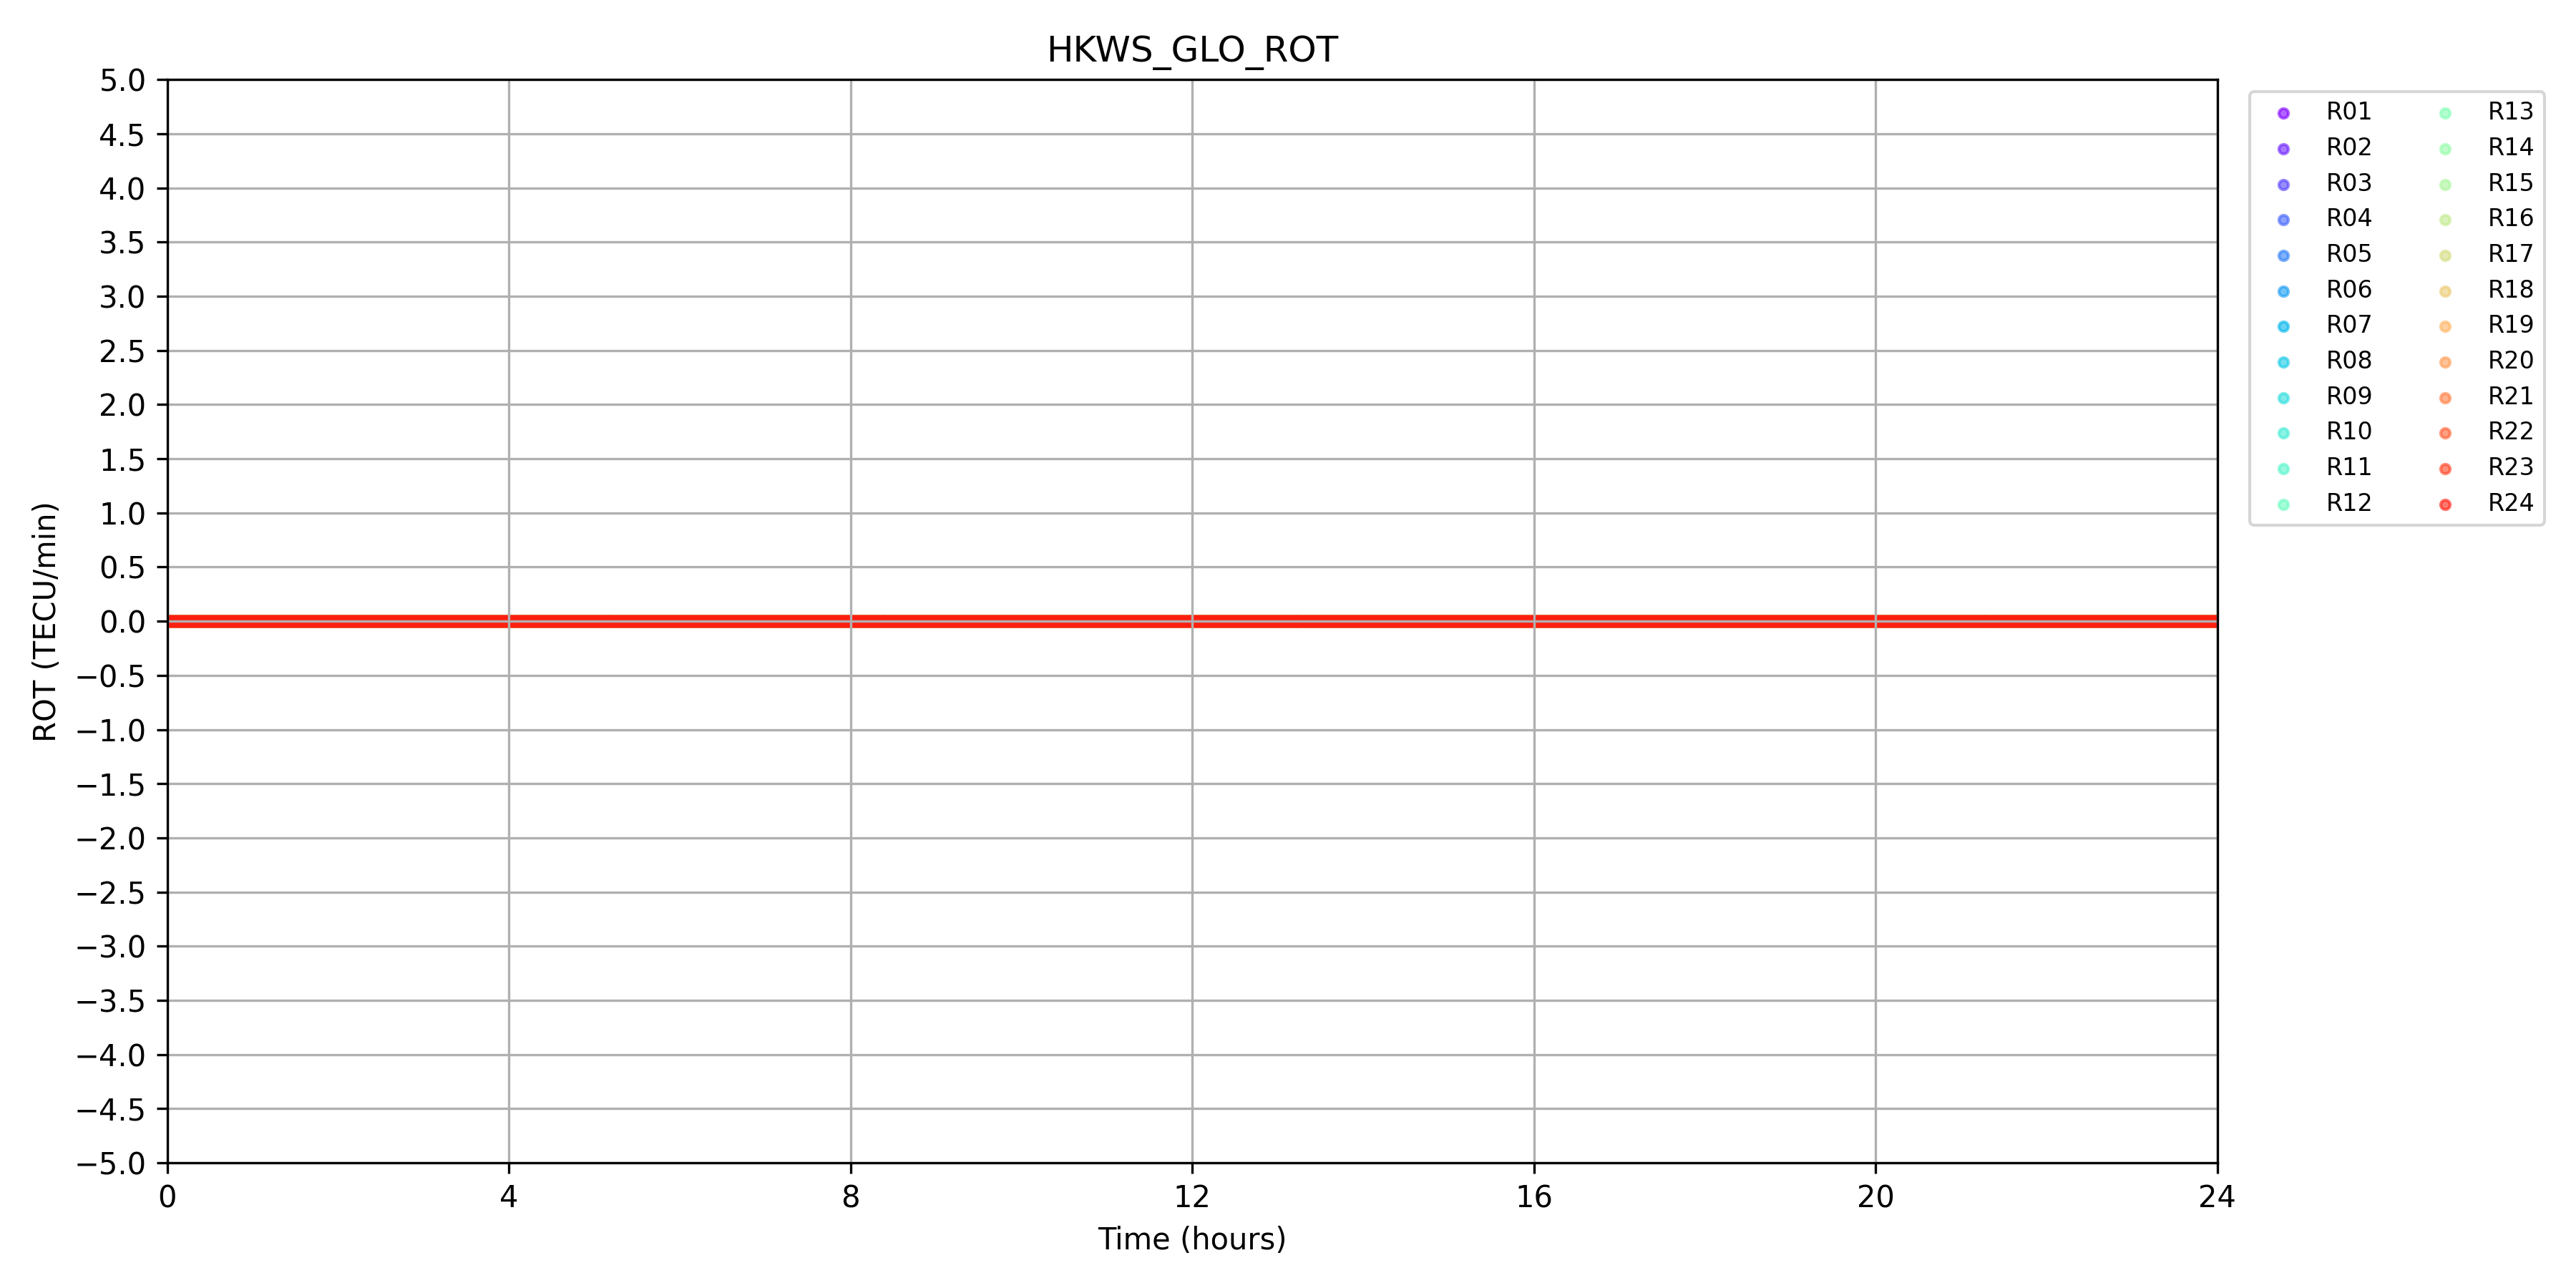 HKWS_GLO_ROT
5.0
4.5
4.0
3.5
3.0
2.5
2.0
1.5
1.0
0.5
0.0
−0.5
−1.0
−1.5
−2.0
−2.5
−3.0
−3.5
−4.0
−4.5
−5.0
ROT (TECU/min)
0 4 8 12 16 20 24
Time (hours)
R01 R13
R02 R14
R03 R15
R04 R16
R05 R17
R06 R18
R07 R19
R08 R20
R09 R21
R10 R22
R11 R23
R12 R24